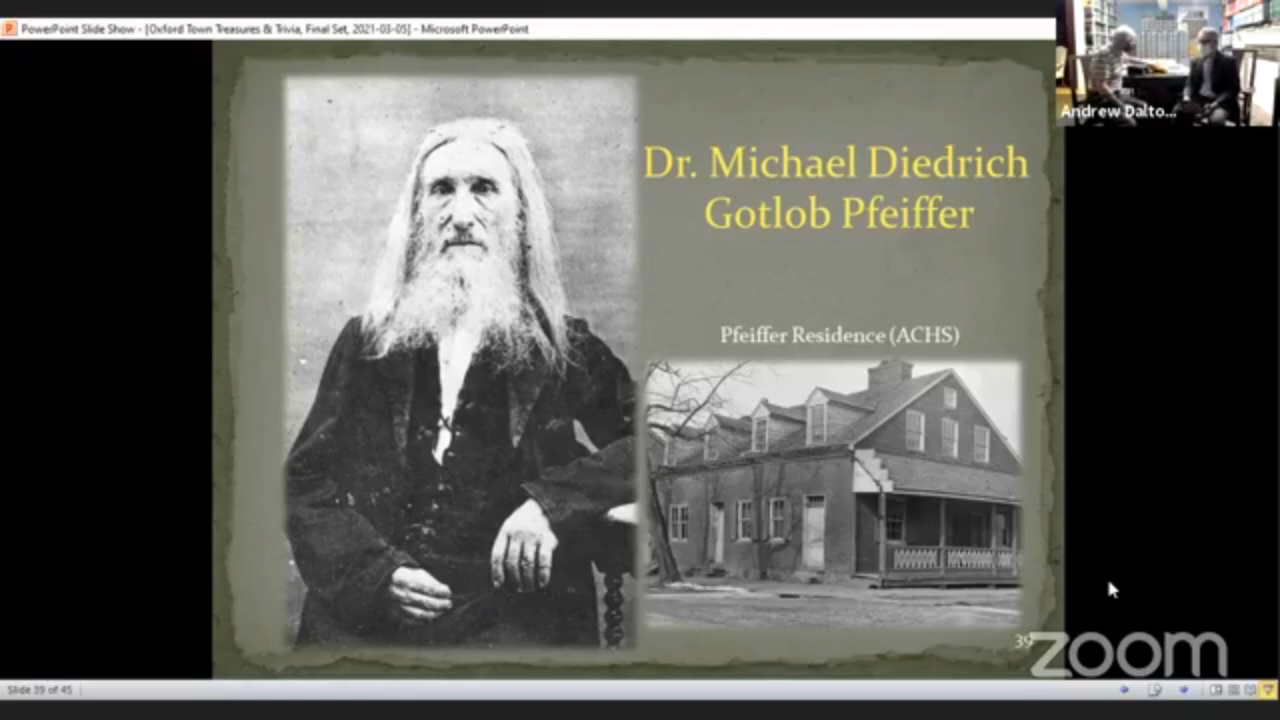 PowerPoint Slide Show - [Oxford Town Treasures & Trivia, Final Set, 2021-03-05] - Microsoft PowerPoint
Andrew Dalto...
Dr. Michael Diedrich
Gotlob Pfeiffer
Pfeiffer Residence (ACHS)
39
zoom
Slide 39 of 45